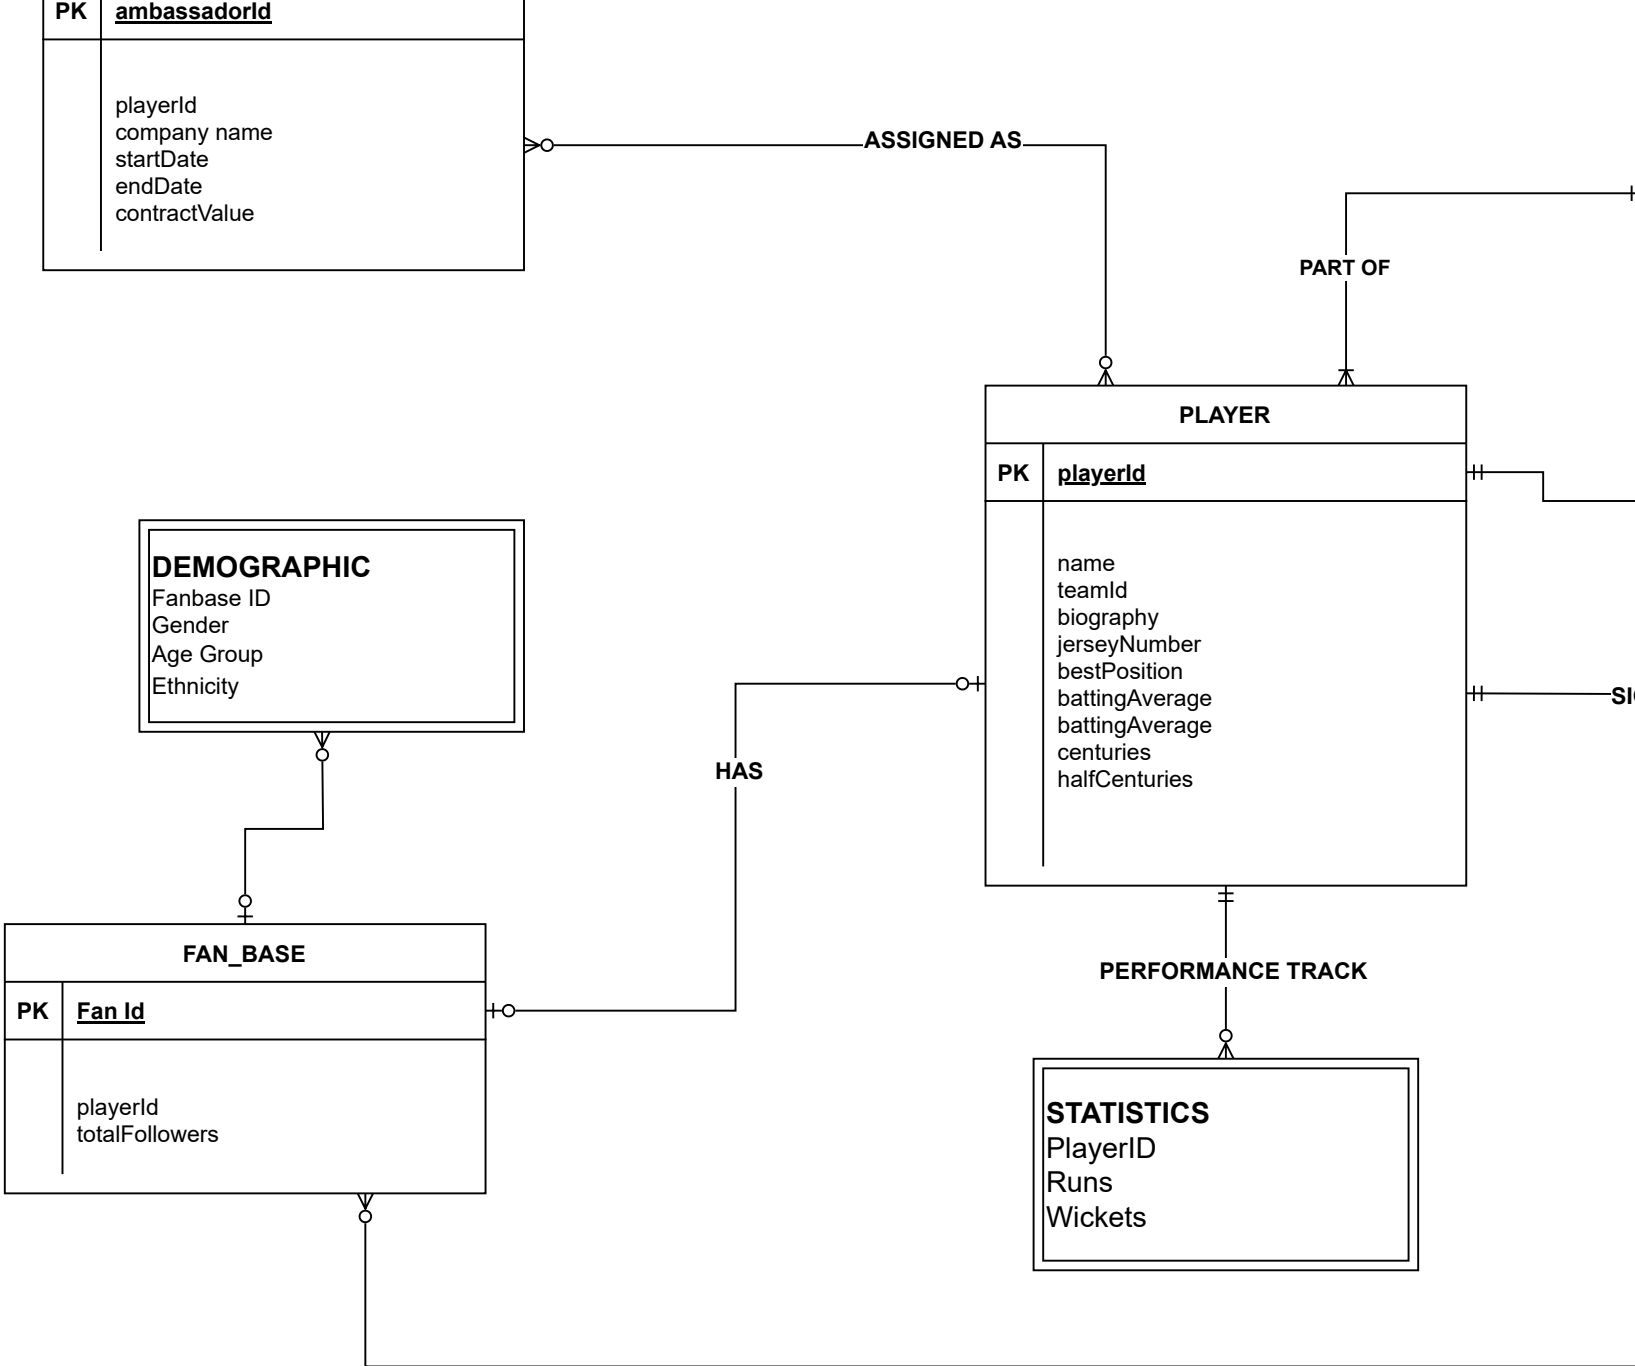 PK ambassadorId
playerId
company name
startDate
endDate
contractValue
ASSIGNED AS
PART OF
PLAYER
PK playerId
name
teamId
biography
jerseyNumber
bestPosition
battingAverage
battingAverage
centuries
halfCenturies
DEMOGRAPHIC
Fanbase ID
Gender
Age Group
Ethnicity
HAS
FAN_BASE
PK Fan Id
playerId
totalFollowers
PERFORMANCE TRACK
STATISTICS
PlayerID
Runs
Wickets